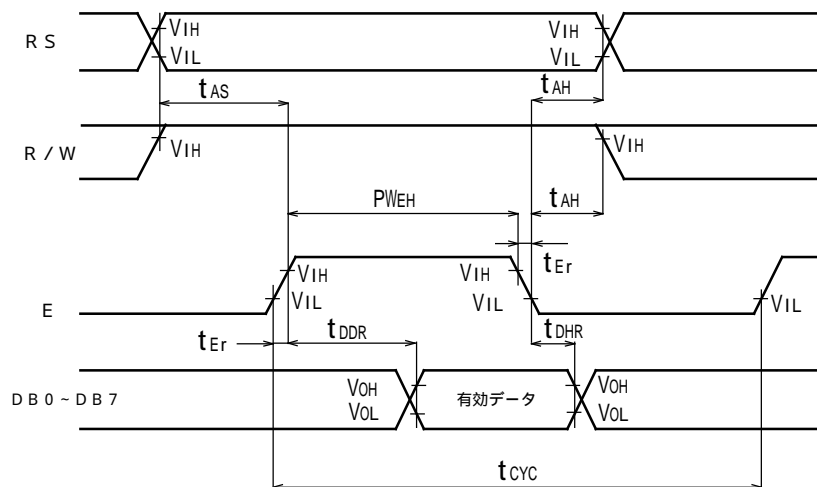 RS
VIH
VIL
VIH
VIL
tAS
tAH
R/W
VIH
VIH
PWEH
tAH
tEr
VIH
VIL
VIH
VIL
VIL
E
tEr
tDDR
tDHR
DB0~DB7
VOH
VOL
有効データ
VOH
VOL
tCYC